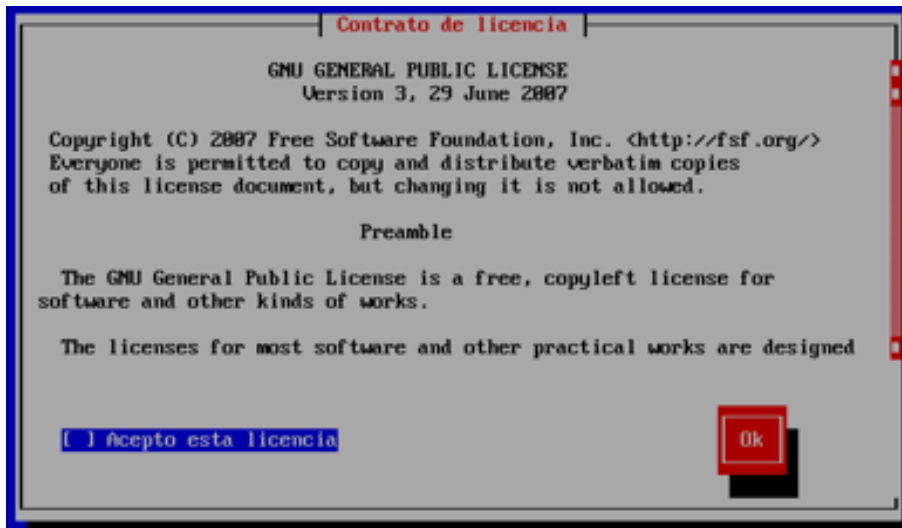 Contrato de licencia
GNU GENERAL PUBLIC LICENSE
Version 3, 29 June 2007
Copyright (C) 2007 Free Software Foundation, Inc. <http://fsf.org/>
Everyone is permitted to copy and distribute verbatim copies
of this license document, but changing it is not allowed.
Preamble
The GNU General Public License is a free, copyleft license for
software and other kinds of works.
The licenses for most software and other practical works are designed
[ ] Acepto esta licencia
Ok